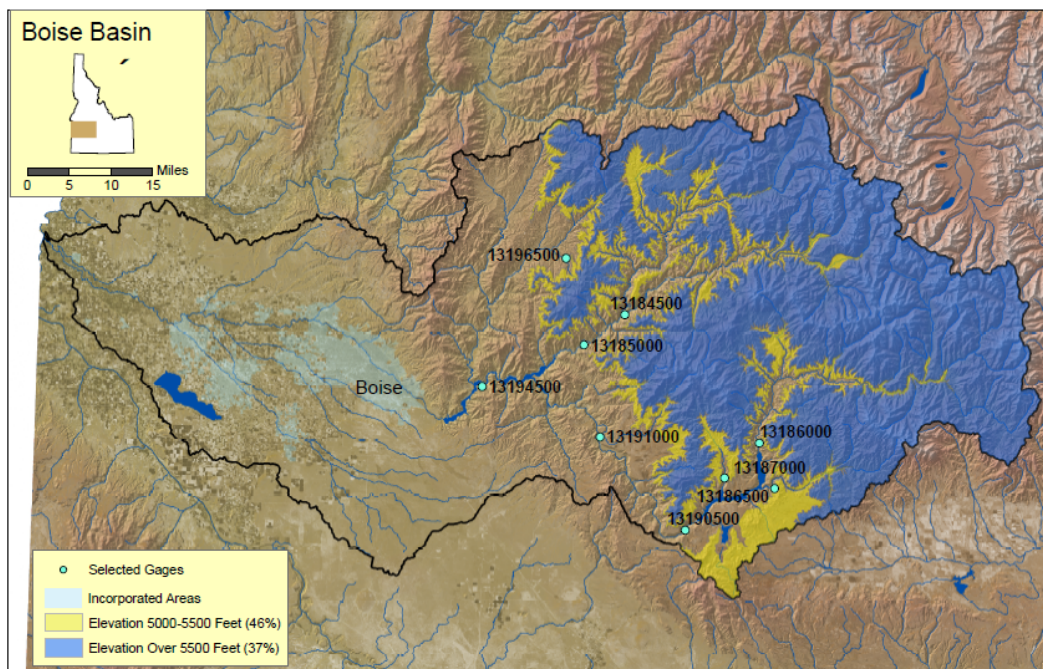 Boise Basin
Miles
0 5 10 15
13196500
13184500
13185000
Boise
13194500
13191000
13186000
13187000
13186500
13190500
Selected Gages
Incorporated Areas
Elevation 5000-5500 Feet (46%)
Elevation Over 5500 Feet (37%)